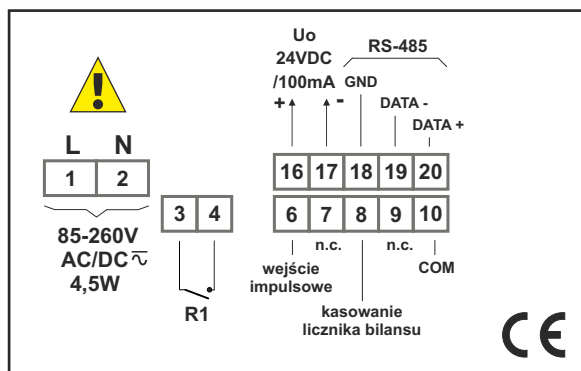 Uo
24VDC
/100mA
+ -
RS-485
GND
DATA -
DATA +
L N
1 2
85-260V
AC/DC
4,5W
3 4
R1
16 17 18 19 20
6 7 8 9 10
n.c. n.c.
wejście
impulsowe
COM
kasowanie
licznika bilansu
CE